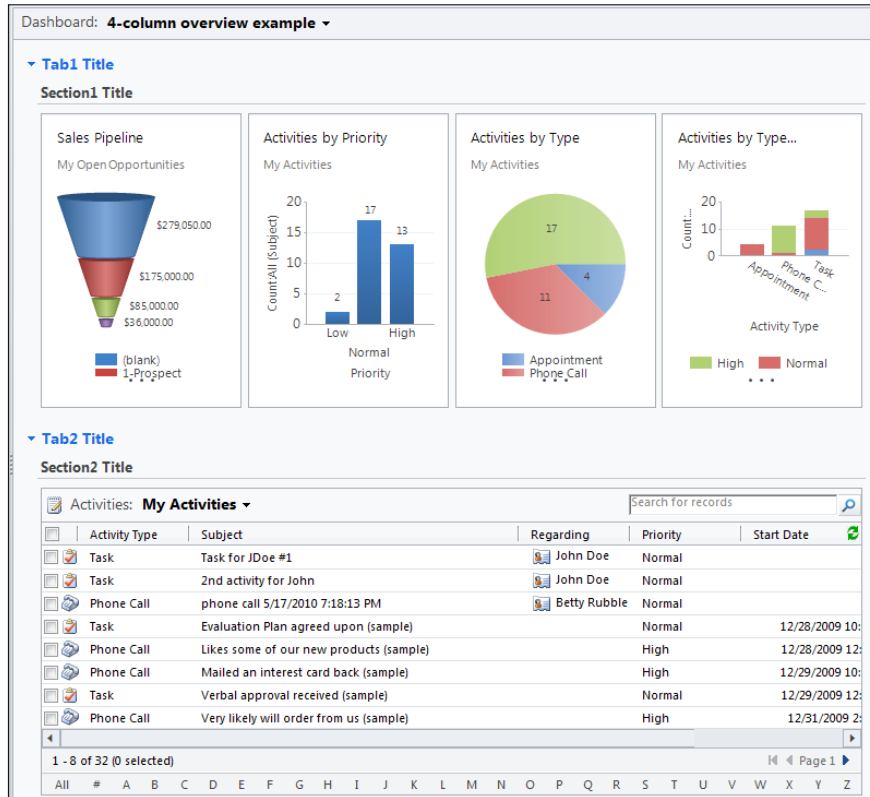 Dashboard: 4-column overview example
Tab1 Title
Section1 Title
Sales Pipeline
My Open Opportunities
$279,050.00
$175,000.00
$85,000.00
$36,000.00
(blank)
1-Prospect
Activities by Priority
My Activities
Count:All (Subject)
20
15
10
5
0
2
17
13
Low
High
Normal
Priority
Activities by Type
My Activities
17
4
11
Appointment
Phone Call
Activities by Type...
My Activities
Count:...
20
10
0
Appointment
Phone C...
Task
Activity Type
High Normal
Tab2 Title
Section2 Title
Activities: My Activities Search for records
Activity Type Subject Regarding Priority Start Date
Task Task for JDoe #1 John Doe Normal
Task 2nd activity for John John Doe Normal
Phone Call phone call 5/17/2010 7:18:13 PM Betty Rubble Normal
Task Evaluation Plan agreed upon (sample) Normal 12/28/2009 10:
Phone Call Likes some of our new products (sample) High 12/28/2009 12:
Phone Call Mailed an interest card back (sample) High 12/29/2009 10:
Task Verbal approval received (sample) Normal 12/29/2009 12:
Phone Call Very likely will order from us (sample) High 12/31/2009 2:
1 - 8 of 32 (0 selected) Page 1
All # A B C D E F G H I J K L M N O P Q R S T U V W X Y Z